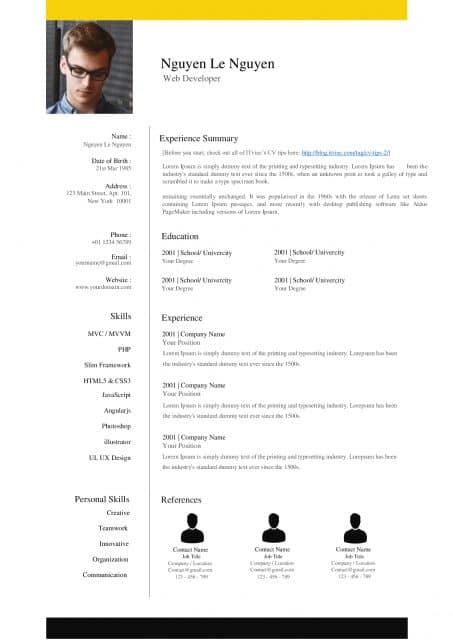 Nguyen Le Nguyen
Web Developer
Name :
Nguyen Le Nguyen
Date of Birth :
21st Mar 1985
Address :
123 Main Street, Apt. 101,
New York 10001
Phone :
+01 1234 56789
Email :
yourname@gmail.com
Website :
www.yourdomain.com
Skills
MVC / MVVM
PHP
Slim Framework
HTML5 & CSS3
JavaScript
Angularjs
Photoshop
illustrator
UI, UX Design
Personal Skills
Creative
Teamwork
Innovative
Organization
Communication
Experience Summary
[Before you start, check out all of ITviec's CV tips here: http://blog.itviec.com/tag/cv-tips-2/]
Lorem Ipsum is simply dummy text of the printing and typesetting industry. Lorem Ipsum has been the
industry's standard dummy text ever since the 1500s, when an unknown print er took a galley of type and
scrambled it to make a type specimen book.
remaining essentially unchanged. It was popularised in the 1960s with the release of Letra set sheets
containing Lorem Ipsum passages, and more recently with desktop publishing software like Aldus
PageMaker including versions of Lorem Ipsum.
Education
2001 | School/ Univercity
Your Degree
2001 | School/ Univercity
Your Degree
2001 | School/ Univercity
Your Degree
2001 | School/ Univercity
Your Degree
Experience
2001 | Company Name
Your Position
Lorem Ipsum is simply dummy text of the printing and typesetting industry. Lorempsum has been
the industry's standard dummy text ever since the 1500s.
2001 | Company Name
Your Position
Lorem Ipsum is simply dummy text of the printing and typesetting industry. Lorempsum has been
the industry's standard dummy text ever since the 1500s.
2001 | Company Name
Your Position
Lorem Ipsum is simply dummy text of the printing and typesetting industry. Lorempsum has been
the industry's standard dummy text ever since the 1500s.
References
Contact Name
Job Title
Company / Location
Contact@gmail.com
123 - 456 - 789
Contact Name
Job Title
Company / Location
Contact@gmail.com
123 - 456 - 789
Contact Name
Job Title
Company / Location
Contact@gmail.com
123 - 456 - 789